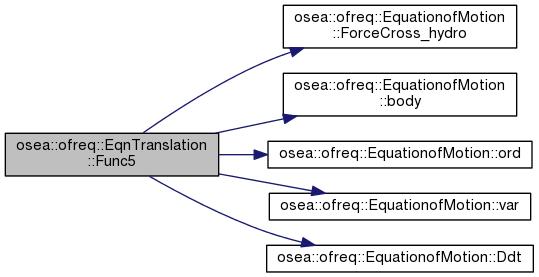 osea::ofreq::EquationofMotion
::ForceCross_hydro
osea::ofreq::EquationofMotion
::body
osea::ofreq::EqnTranslation
::Func5
osea::ofreq::EquationofMotion::ord
osea::ofreq::EquationofMotion::var
osea::ofreq::EquationofMotion::Ddt